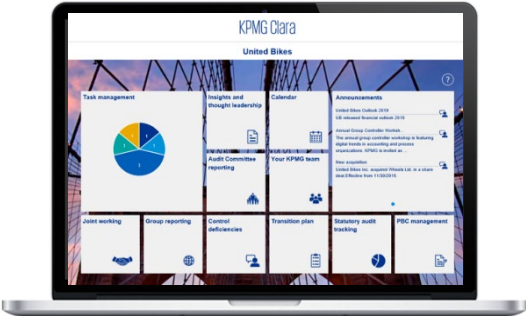 KPMG Clara
United Bikes
?
Task management
Insights and
thought leadership
Calendar
Announcements
United Bikes Outlook 2019
UB released financial outlook 2019
Annual Group Controller Worksh...
The annual group controller workshop is featuring
digital trends in accounting and process
organizations. KPMG is invited as ...
New acquisition
United Bikes Inc. acquired Wheels Ltd. in a share
deal Effective from
Audit Committee
reporting
Your KPMG team
Joint working
Group reporting
Control
deficiencies
Transition plan
Statutory audit
tracking
PBC management